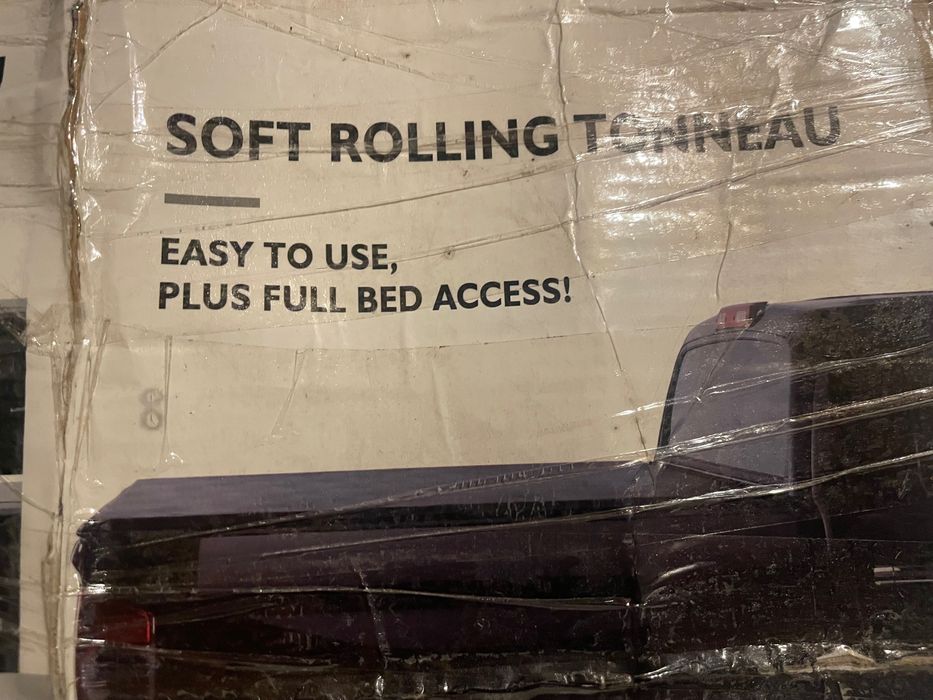 SOFT ROLLING TONNEAU
EASY TO USE,
PLUS FULL BED ACCESS!